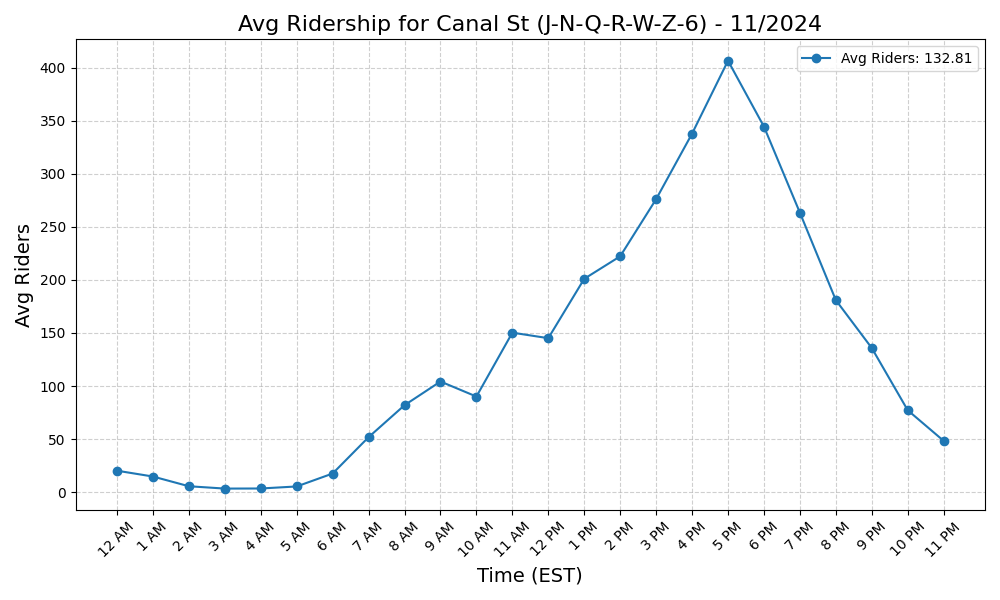 Avg Ridership for Canal St (J-N-Q-R-W-Z-6) - 11/2024
Avg Riders: 132.81
Avg Riders
400
350
300
250
200
150
100
50
0
12 AM
1 AM
2 AM
3 AM
4 AM
5 AM
6 AM
7 AM
8 AM
9 AM
10 AM
11 AM
12 PM
1 PM
2 PM
3 PM
4 PM
5 PM
6 PM
7 PM
8 PM
9 PM
10 PM
11 PM
Time (EST)